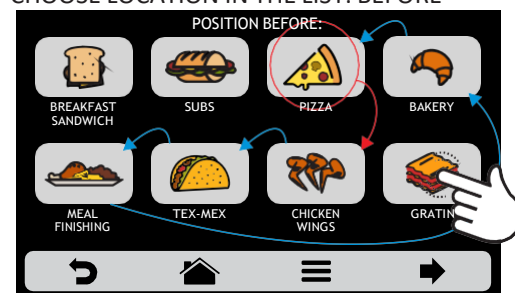 CHOOSE LOCATION IN THE LIST: BEFORE
POSITION BEFORE:
BREAKFAST
SANDWICH
SUBS
PIZZA
BAKERY
MEAL
FINISHING
TEX-MEX
CHICKEN
WINGS
GRATIN